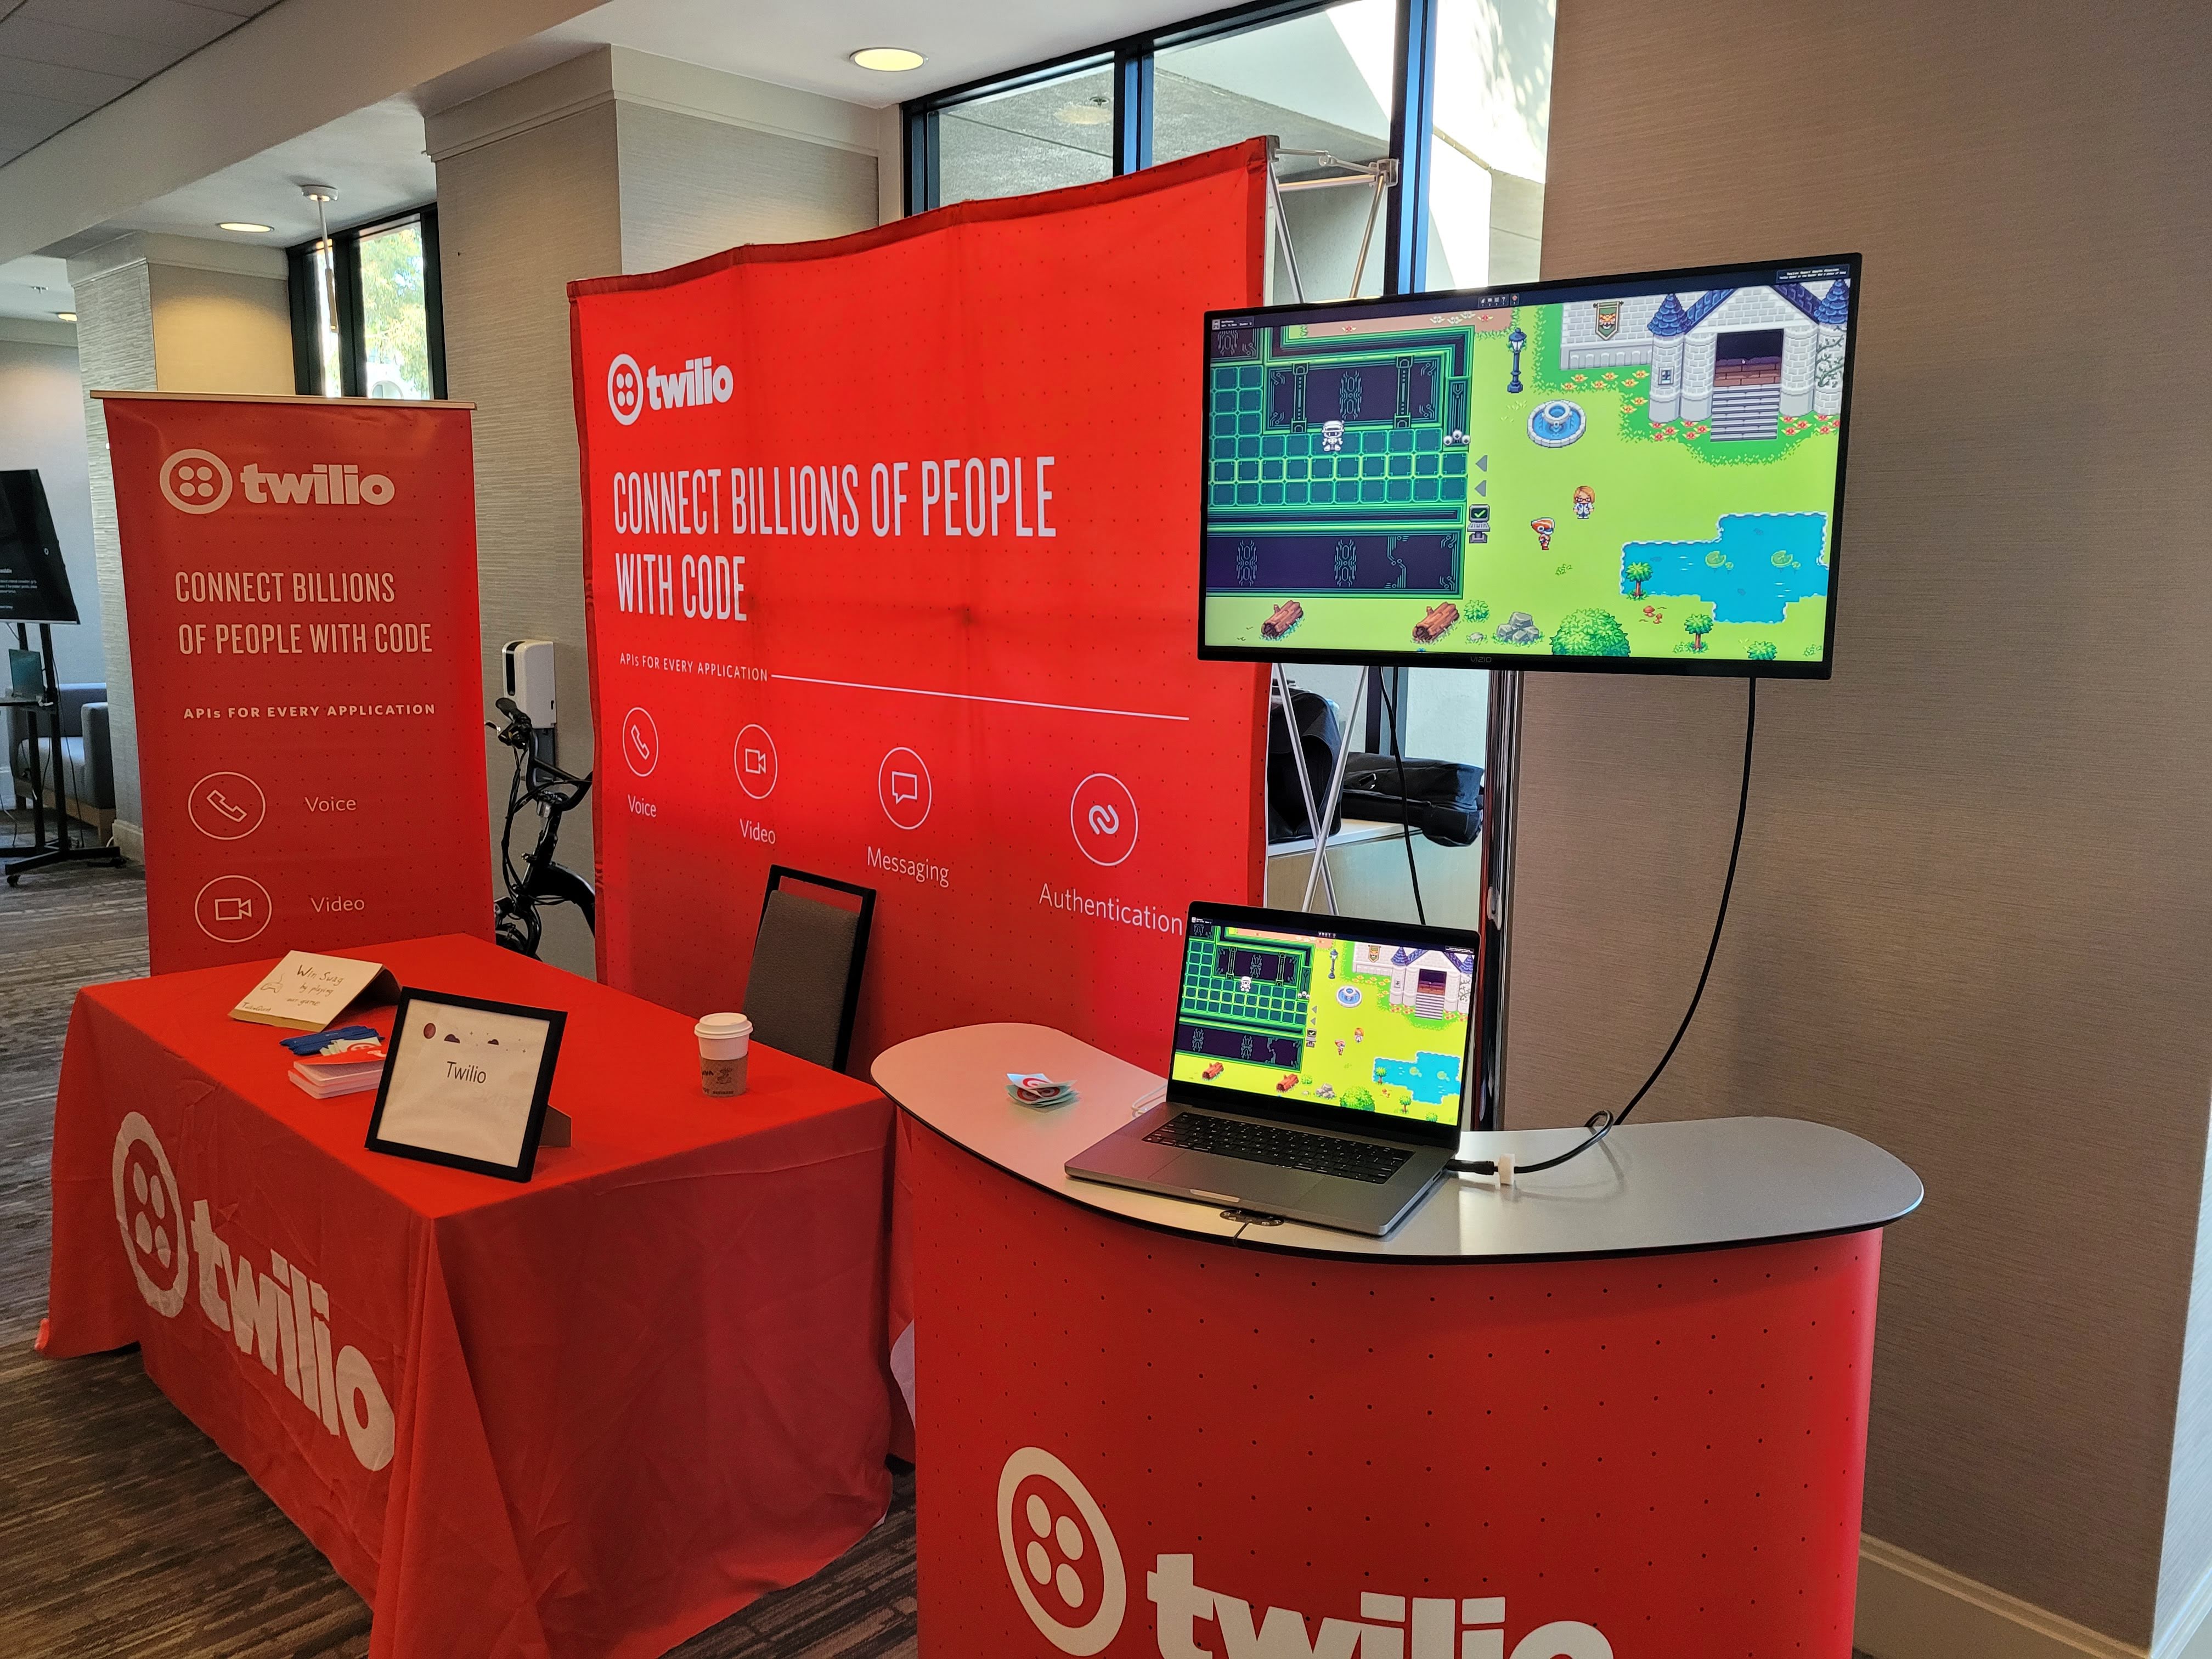 twilio
CONNECT BILLIONS
OF PEOPLE WITH CODE
APIs FOR EVERY APPLICATION
Voice
Video
twilio
CONNECT BILLIONS OF PEOPLE
WITH CODE
APIs FOR EVERY APPLICATION
Voice
Video
Messaging
Authentication
VIZIO
Win Swag
by playing
our game
Twilio
twilio
twilio